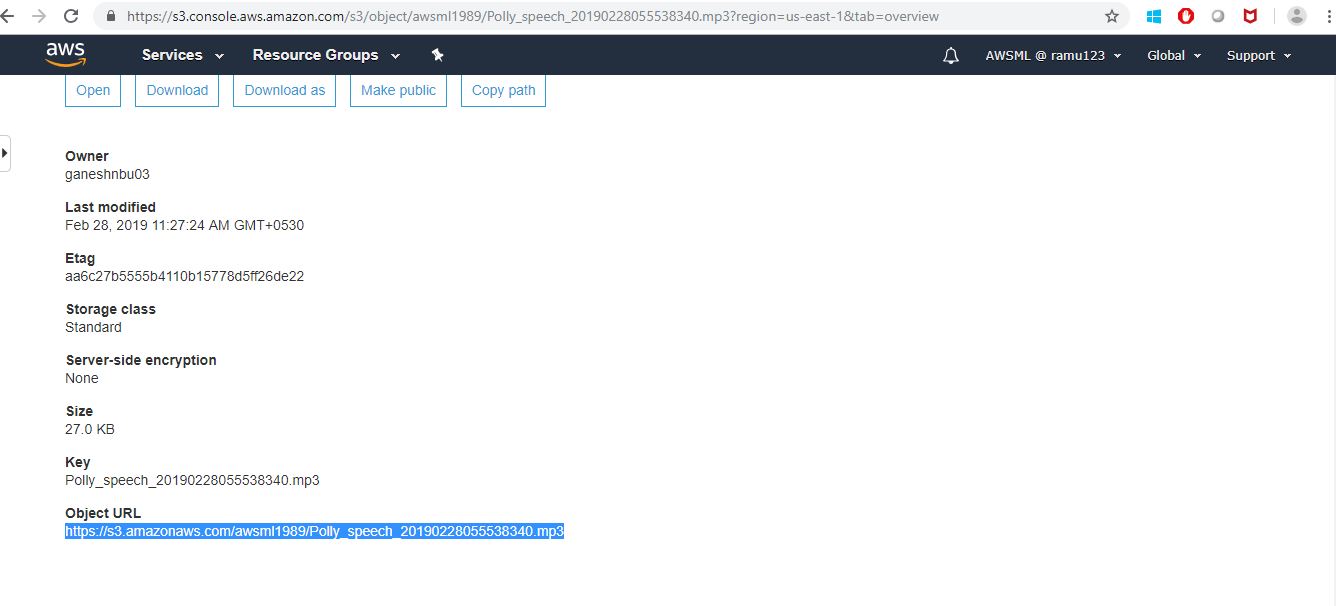 https://s3.console.aws.amazon.com/s3/object/awsml1989/Polly_speech_20190228055538340.mp3?region=us-east-1&tab=overview
aws Services Resource Groups AWSML @ ramu123 Global Support
Open Download Download as Make public Copy path
Owner
ganeshnbu03
Last modified
Feb 28, 2019 11:27:24 AM GMT+0530
Etag
aa6c27b5555b4110b15778d5ff26de22
Storage class
Standard
Server-side encryption
None
Size
27.0 KB
Key
Polly_speech_20190228055538340.mp3
Object URL
https://s3.amazonaws.com/awsml1989/Polly_speech_20190228055538340.mp3